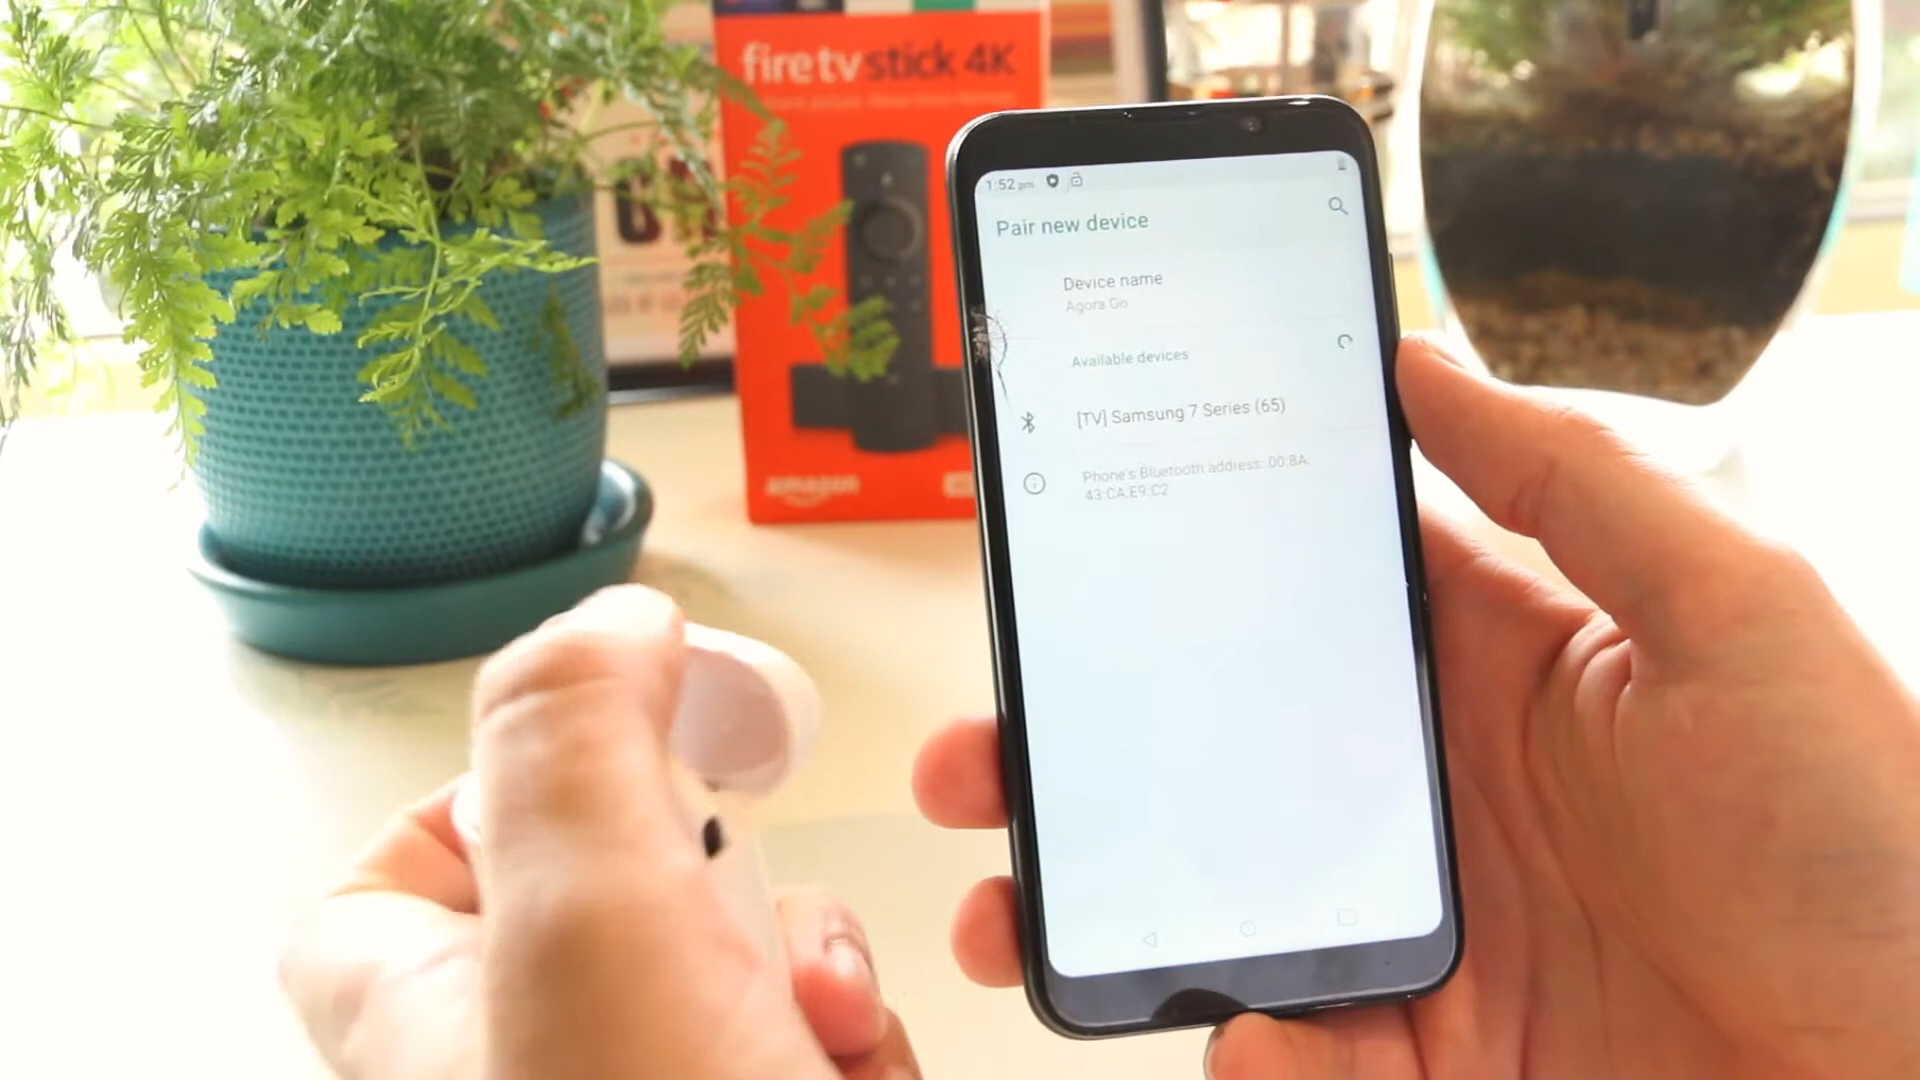 fire tv stick 4K
amazon
1:52 pm
Pair new device
Device name
Agora Go
Available devices
[TV] Samsung 7 Series (65)
Phone's Bluetooth address: 00:8A:
43:CA:E9:C2